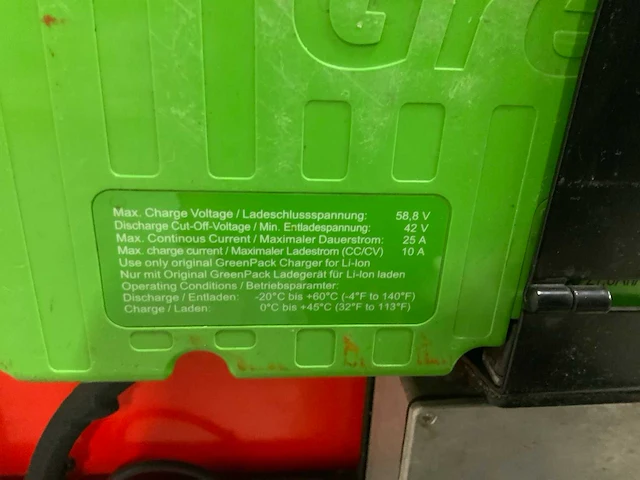 Gre
Max. Charge Voltage / Ladeschlussspannung: 58,8 V
Discharge Cut-Off-Voltage / Min. Entladespannung: 42 V
Max. Continous Current / Maximaler Dauerstrom: 25 A
Max. charge current / Maximaler Ladestrom (CC/CV) 10 A
Use only original GreenPack Charger for Li-Ion
Nur mit Original GreenPack Ladegerät für Li-Ion laden
Operating Conditions / Betriebsparamter:
Discharge / Entladen: -20°C bis +60°C (-4°F to 140°F)
Charge / Laden: 0°C bis +45°C (32°F to 113°F)